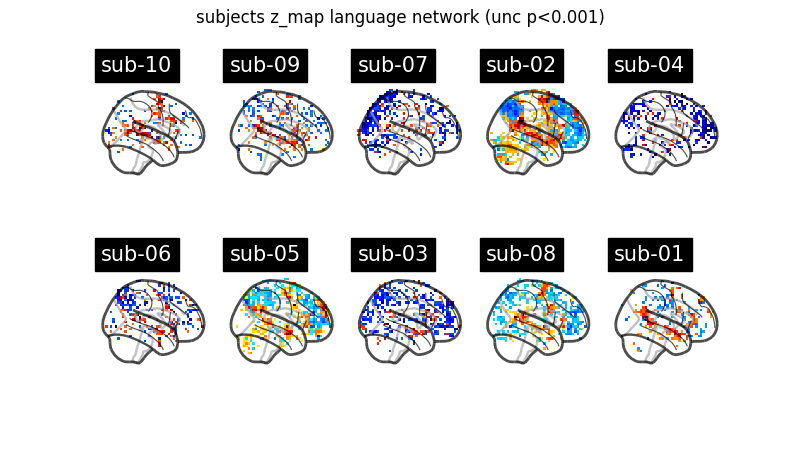 subjects z_map language network (unc p<0.001)
sub-10
sub-09
sub-07
sub-02
sub-04
sub-06
sub-05
sub-03
sub-08
sub-01